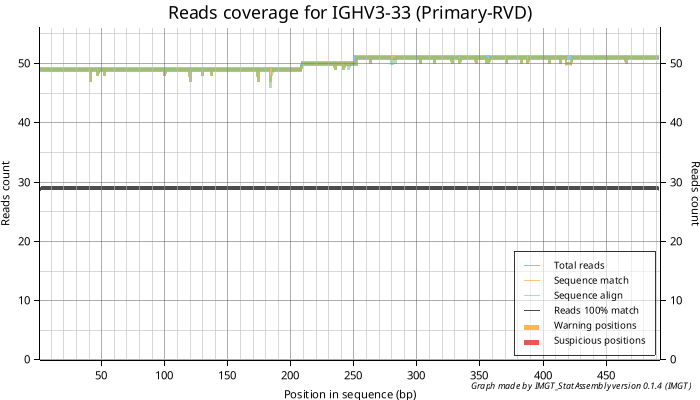 Reads coverage for IGHV3-33 (Primary-RVD)
50
40
30
20
10
0
Reads count
50
40
30
20
10
0
Reads count
50
100
150
200
250
300
350
400
450
Position in sequence (bp)
Total reads
Sequence match
Sequence align
Reads 100% match
Warning positions
Suspicious positions
Graph made by IMGT_StatAssembly version 0.1.4 (IMGT)